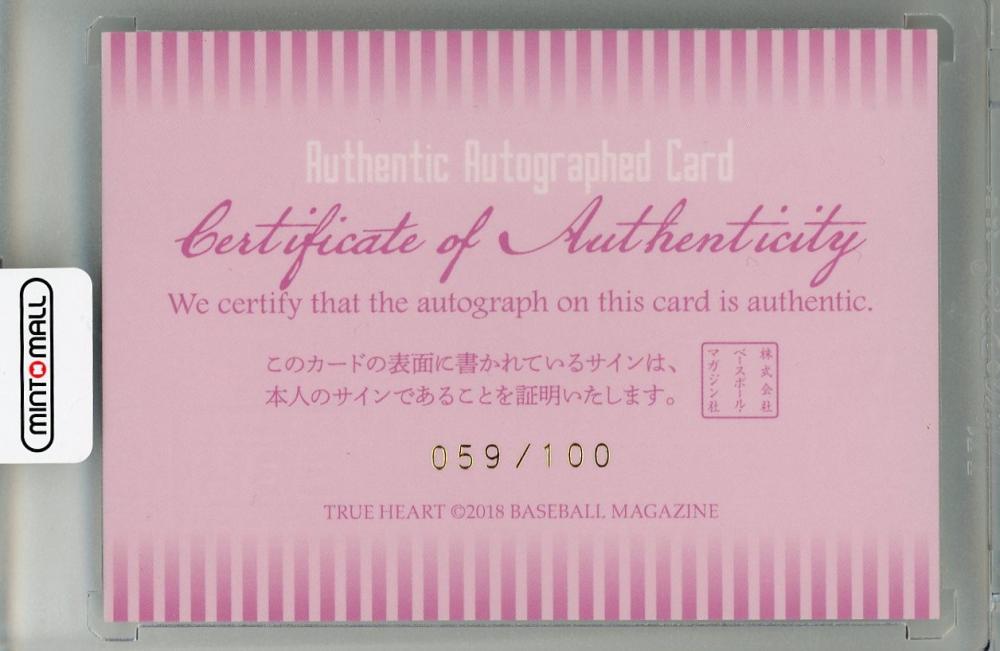 Authentic Autographed Card
Certificate of Authenticity
We certify that the autograph on this card is authentic.
このカードの表面に書かれているサインは、
本人のサインであることを証明いたします。
株式会社
ベースボール・
マガジン社
059/100
TRUE HEART ©2018 BASEBALL MAGAZINE
MINTOMALL